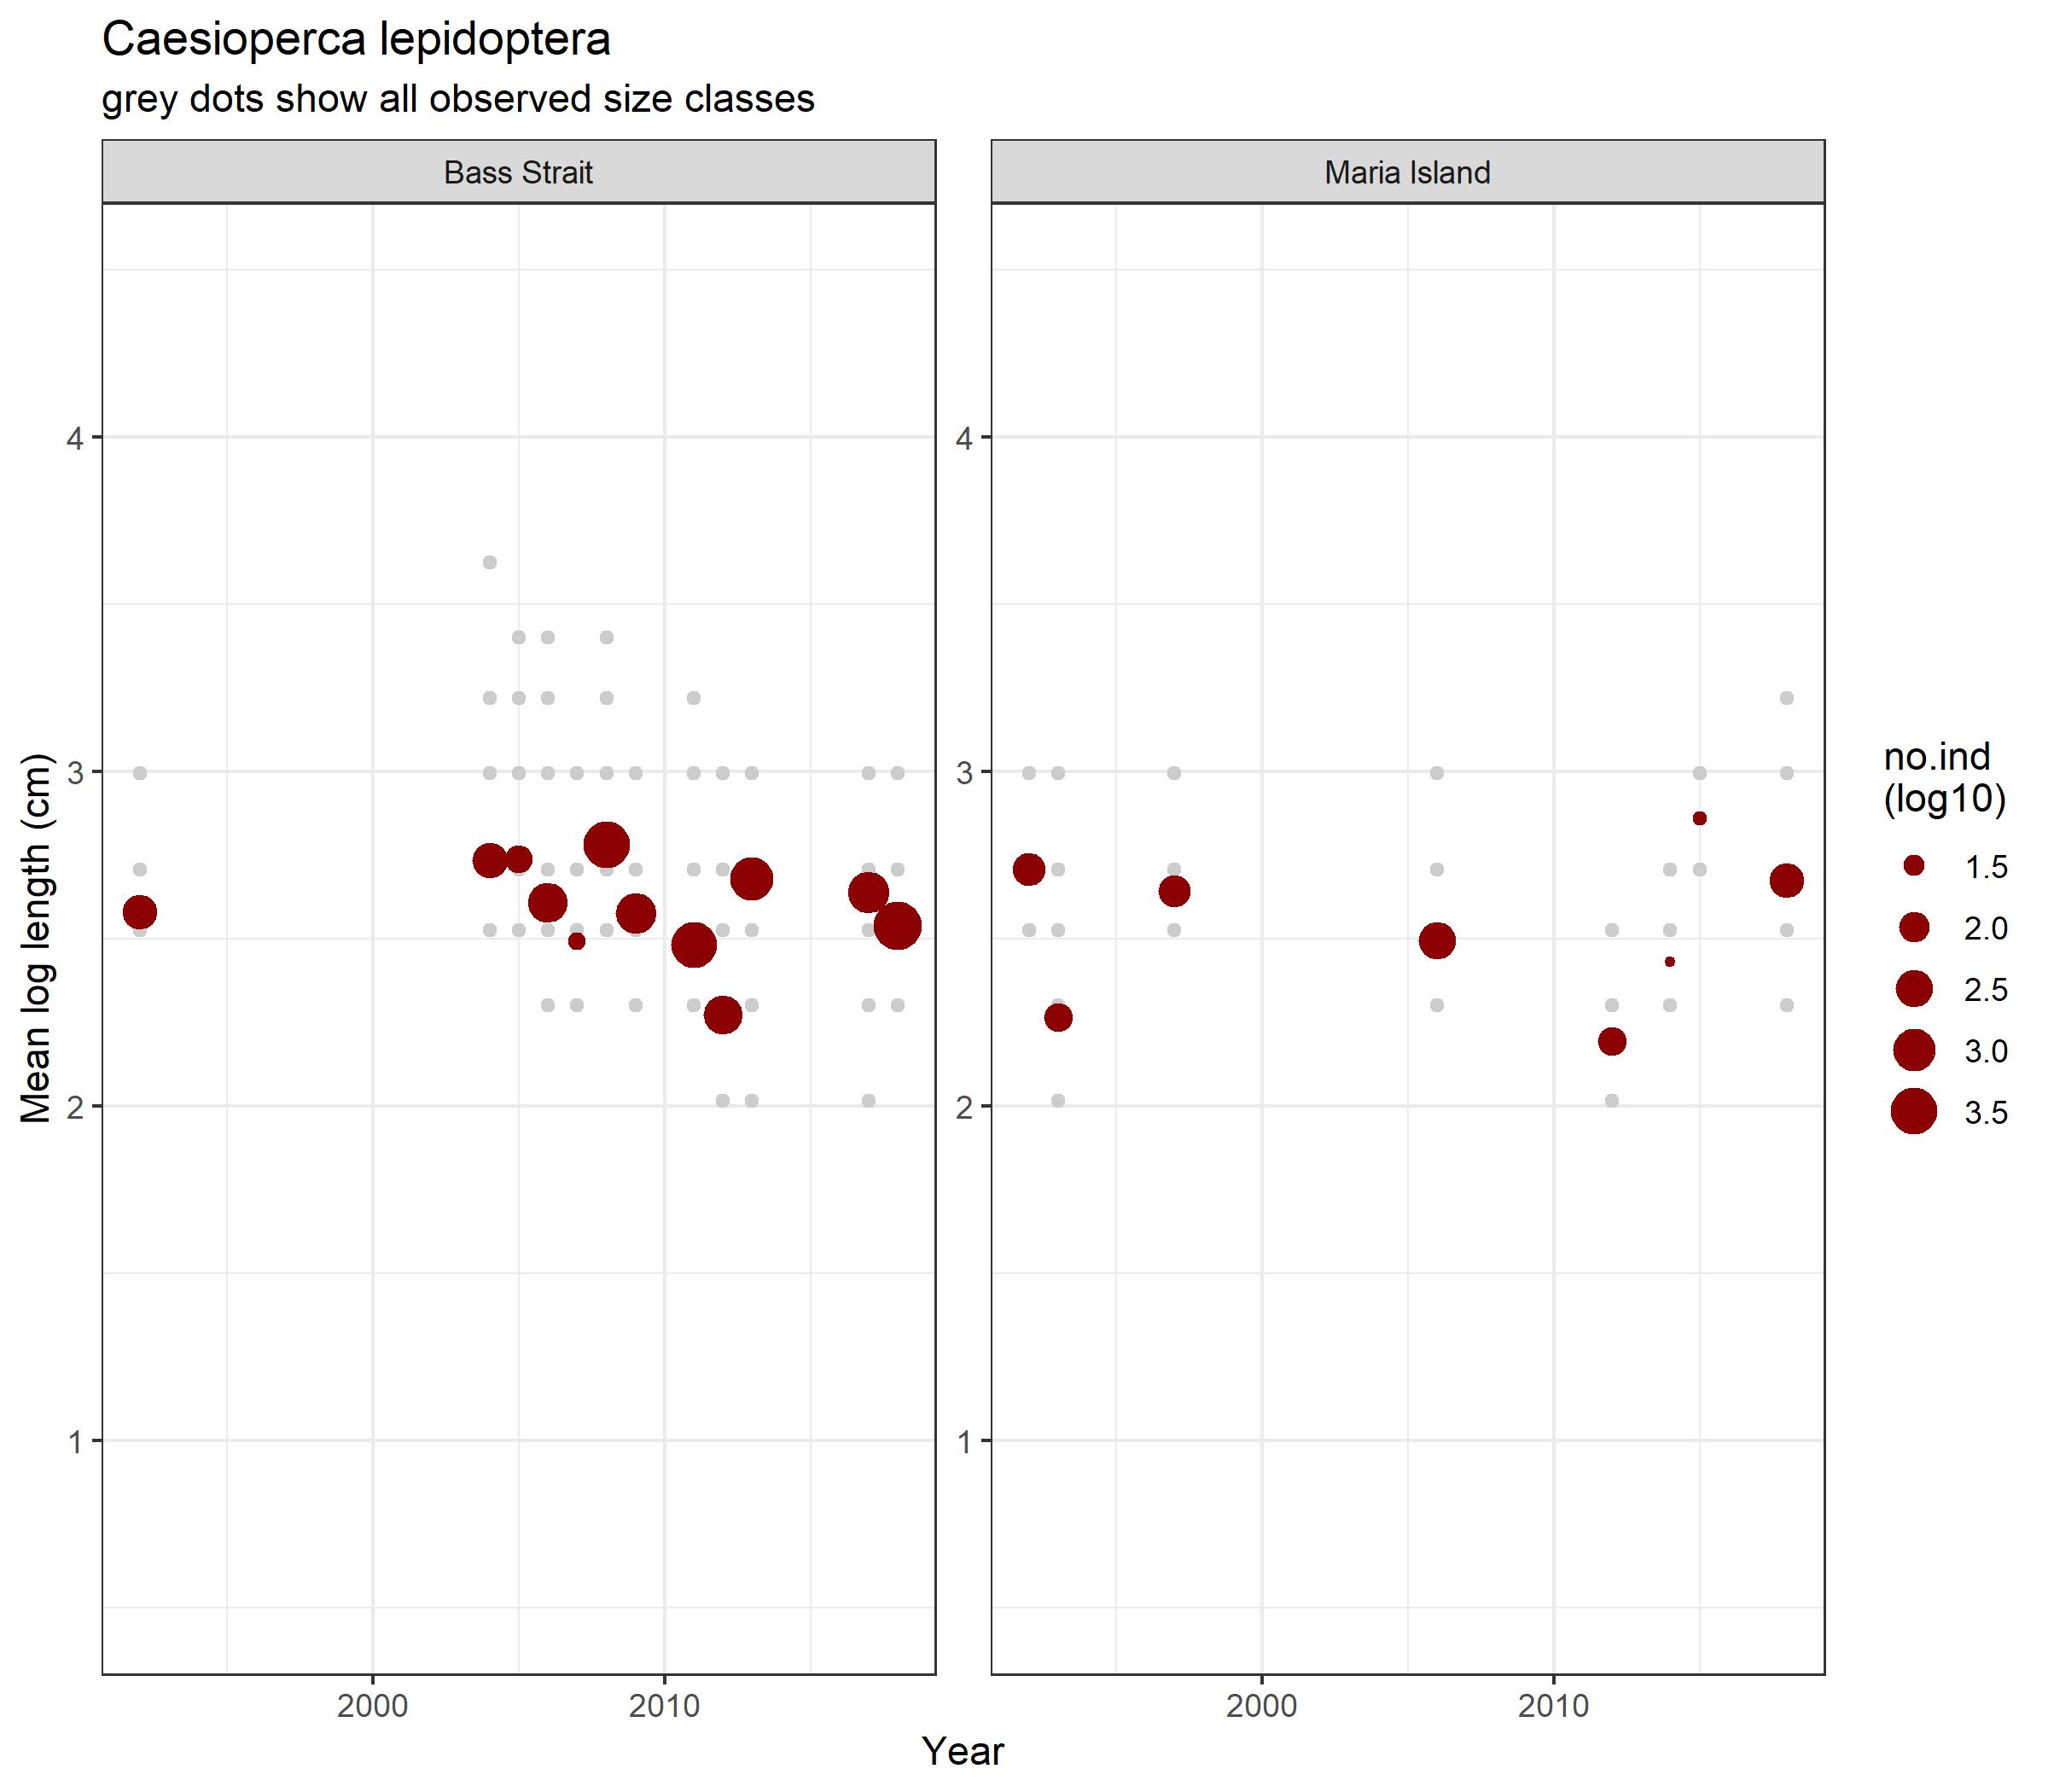 Caesioperca lepidoptera
grey dots show all observed size classes
Bass Strait
Maria Island
Mean log length (cm)
4
3
2
1
4
3
2
1
2000
2010
2000
2010
Year
no.ind
(log10)
1.5
2.0
2.5
3.0
3.5